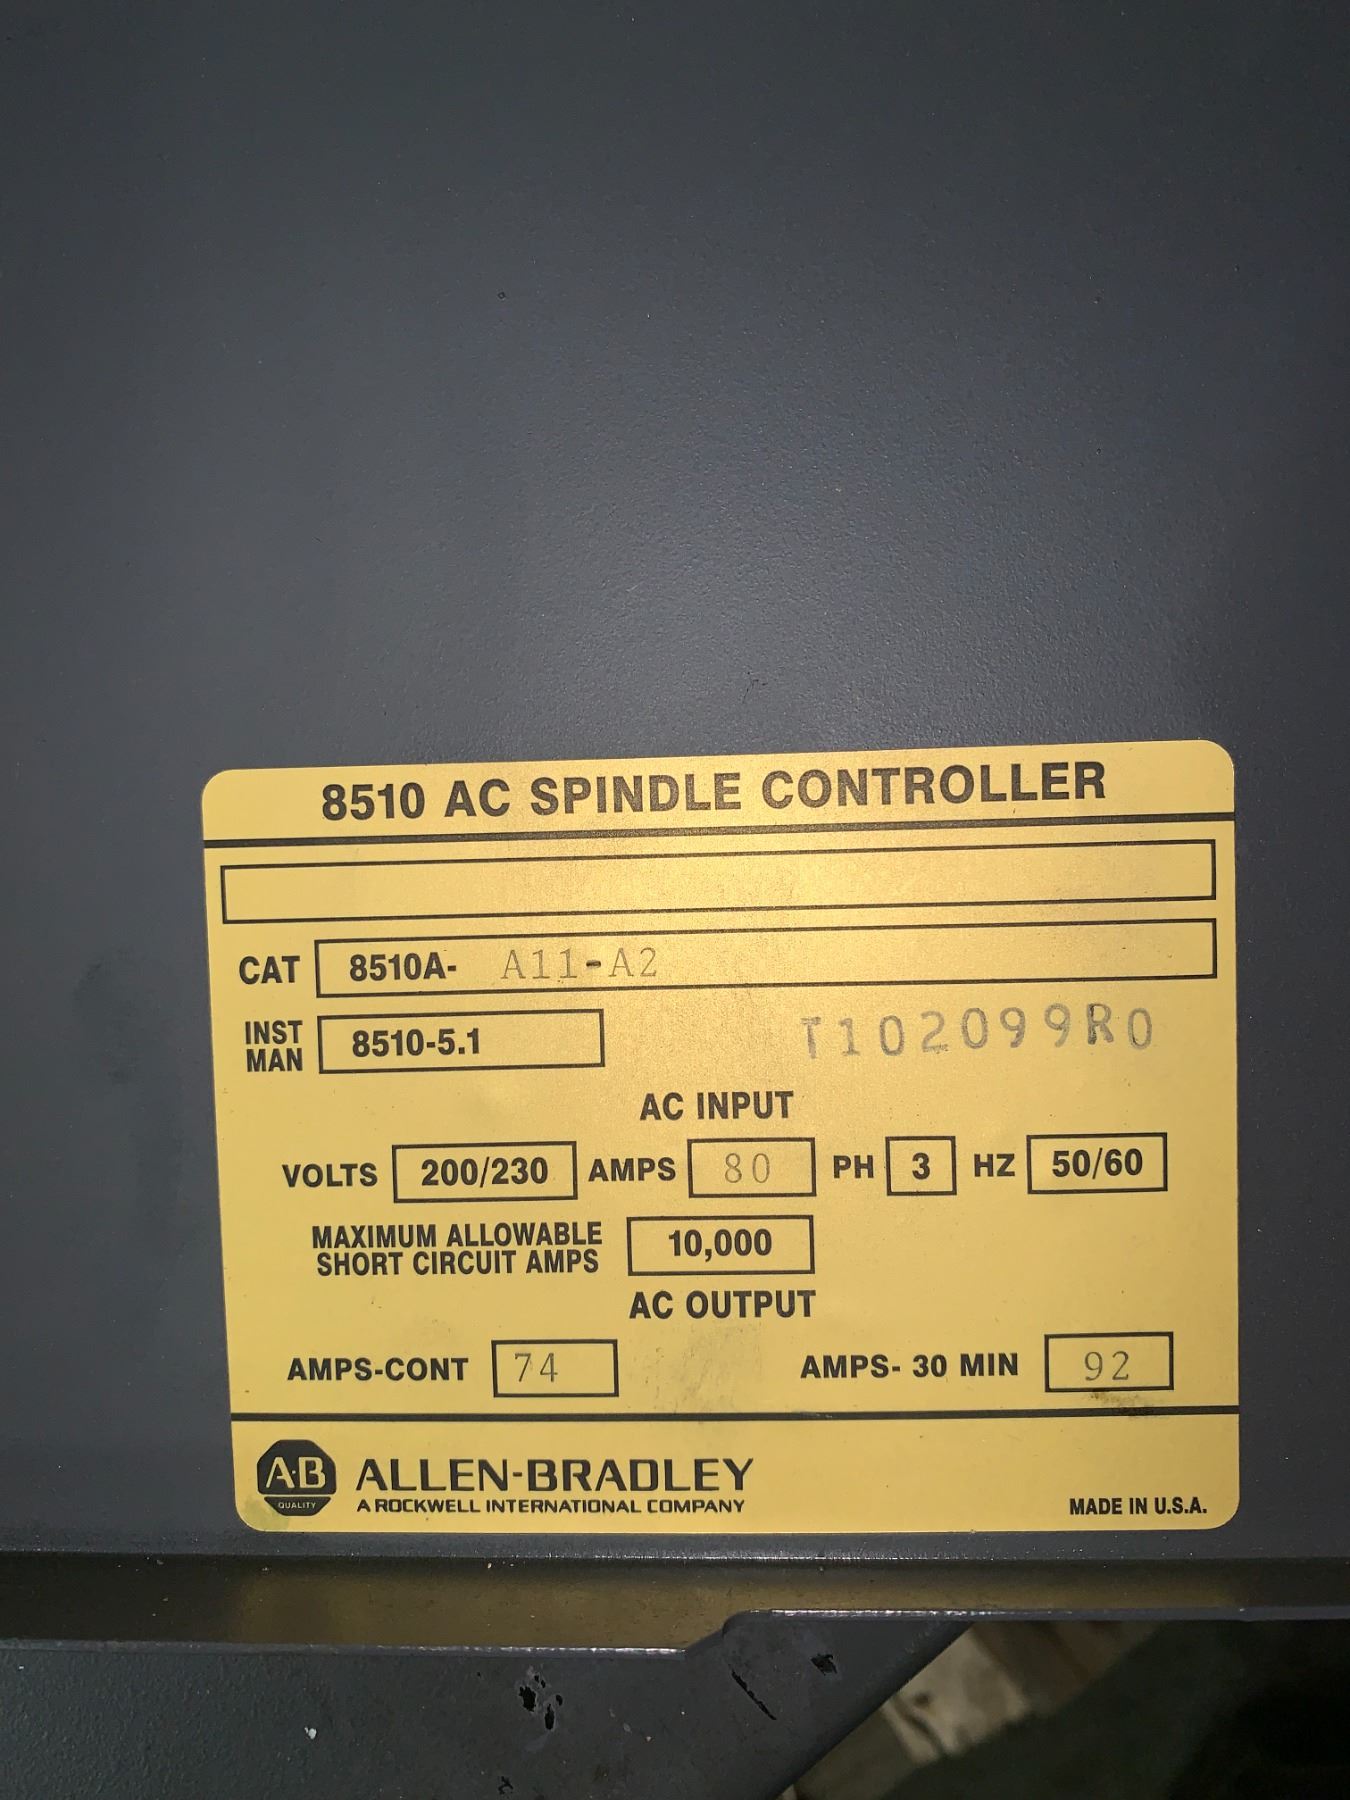 8510 AC SPINDLE CONTROLLER
CAT 8510A- A11-A2
INST MAN 8510-5.1 T102099R0
AC INPUT
VOLTS 200/230 AMPS 80 PH 3 HZ 50/60
MAXIMUM ALLOWABLE
SHORT CIRCUIT AMPS 10,000
AC OUTPUT
AMPS-CONT 74 AMPS- 30 MIN 92
A·B QUALITY
ALLEN-BRADLEY
A ROCKWELL INTERNATIONAL COMPANY
MADE IN U.S.A.